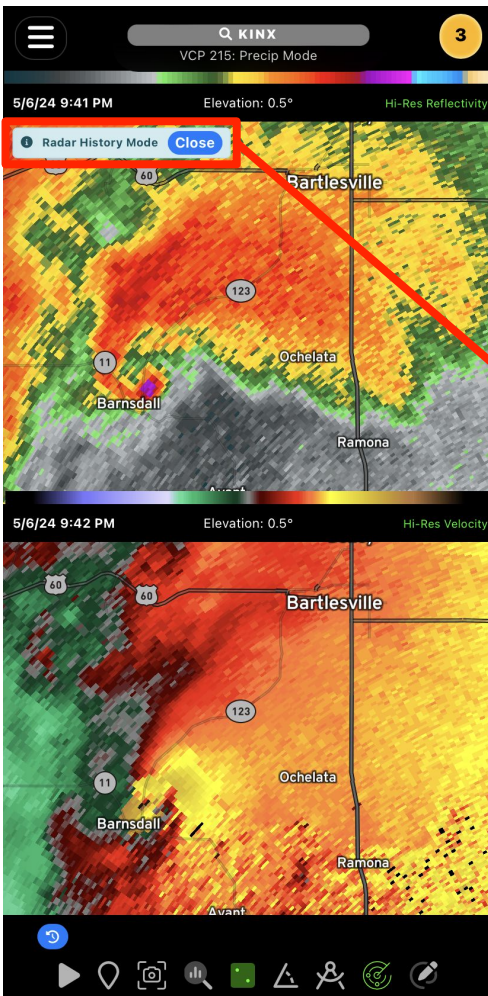 KINX
3
VCP 215: Precip Mode
5/6/24 9:41 PM Elevation: 0.5° Hi-Res Reflectivity
Radar History Mode Close
60
Bartlesville
123
11
Ochelata
Barnsdall
Ramona
Avant
5/6/24 9:42 PM Elevation: 0.5° Hi-Res Velocity
60
60
Bartlesville
123
11
Ochelata
Barnsdall
Ramona
Avant